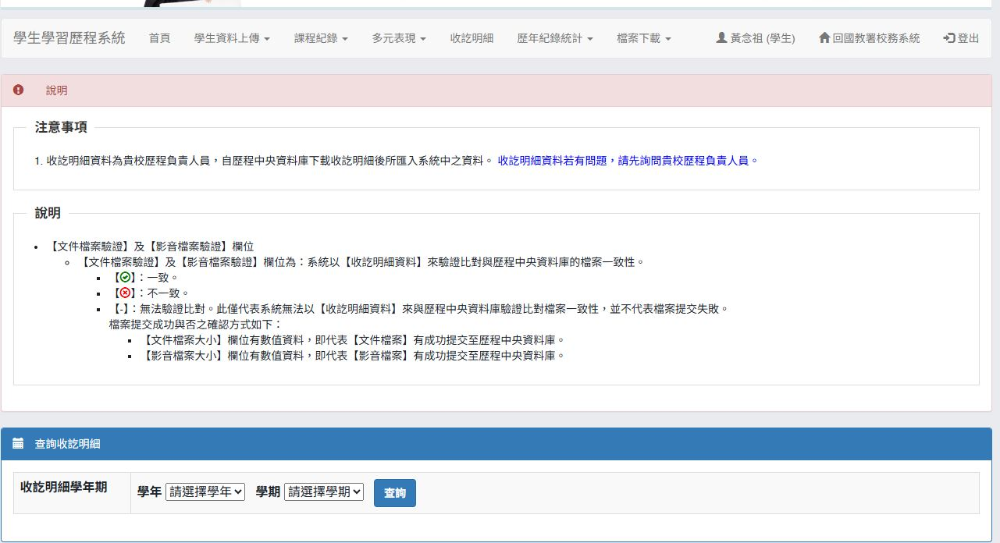 學生學習歷程系統 首頁 學生資料上傳 課程紀錄 多元表現 收訖明細 歷年紀錄統計 檔案下載 黃念祖 (學生) 回國教署校務系統 登出
說明
注意事項
1. 收訖明細資料為貴校歷程負責人員，自歷程中央資料庫下載收訖明細後所匯入系統中之資料。 收訖明細資料若有問題，請先詢問貴校歷程負責人員。
說明
【文件檔案驗證】及【影音檔案驗證】欄位
【文件檔案驗證】及【影音檔案驗證】欄位為：系統以【收訖明細資料】來驗證比對與歷程中央資料庫的檔案一致性。
【】：一致。
【】：不一致。
【-】：無法驗證比對。此僅代表系統無法以【收訖明細資料】來與歷程中央資料庫驗證比對檔案一致性，並不代表檔案提交失敗。
檔案提交成功與否之確認方式如下：
【文件檔案大小】欄位有數值資料，即代表【文件檔案】有成功提交至歷程中央資料庫。
【影音檔案大小】欄位有數值資料，即代表【影音檔案】有成功提交至歷程中央資料庫。
查詢收訖明細
收訖明細學年期 學年 請選擇學年 學期 請選擇學期 查詢